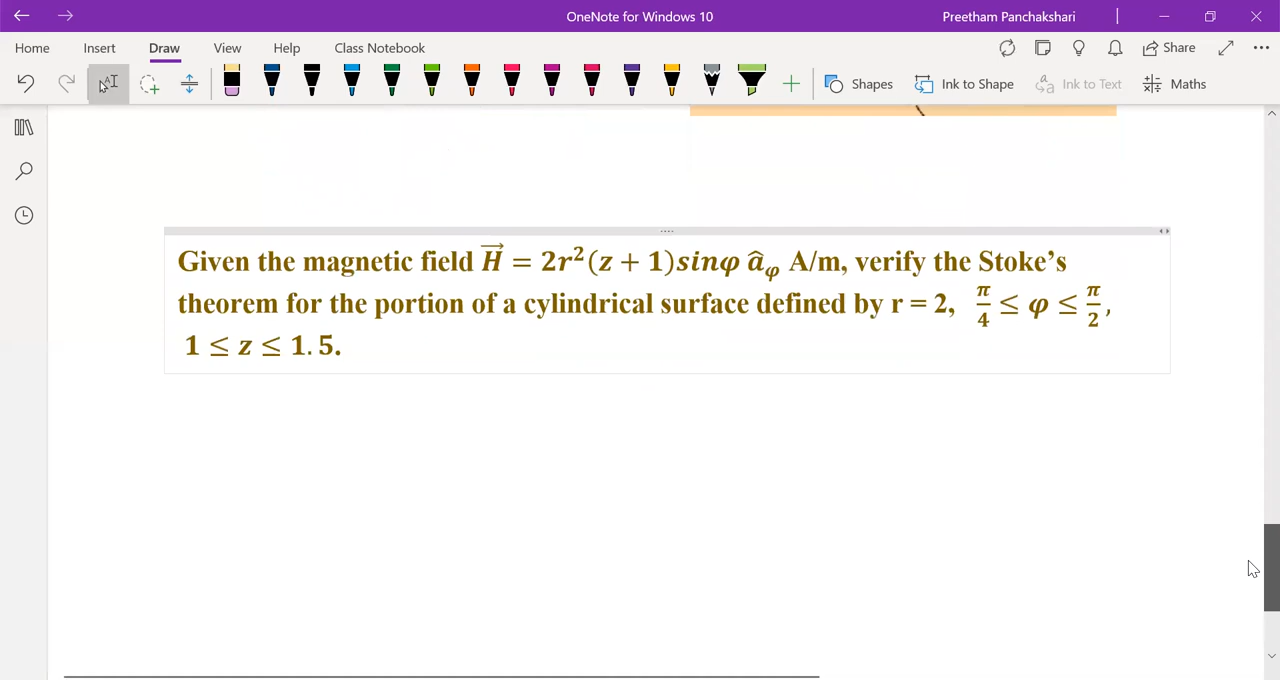 OneNote for Windows 10
Preetham Panchakshari
Home Insert Draw View Help Class Notebook Share
Shapes Ink to Shape Ink to Text Maths
Given the magnetic field \vec{H} = 2r²(z + 1)sinφ â_φ A/m, verify the Stoke’s
theorem for the portion of a cylindrical surface defined by r = 2, π/4 ≤ φ ≤ π/2,
1 ≤ z ≤ 1.5.